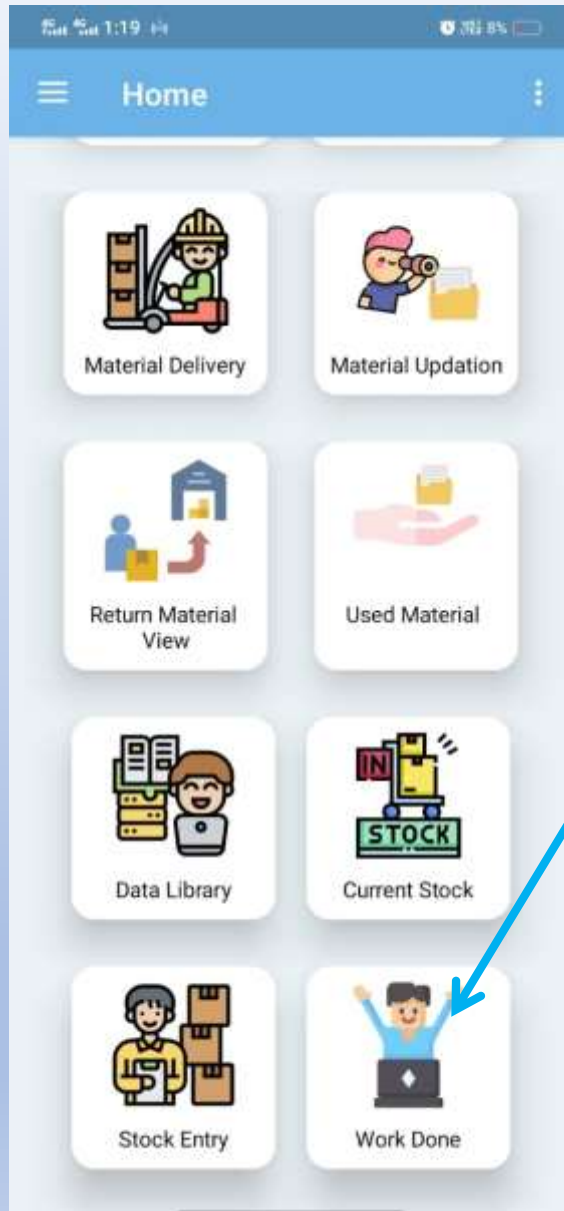 1:19
8%
Home
Material Delivery
Material Updation
Return Material
View
Used Material
Data Library
IN
STOCK
Current Stock
Stock Entry
Work Done